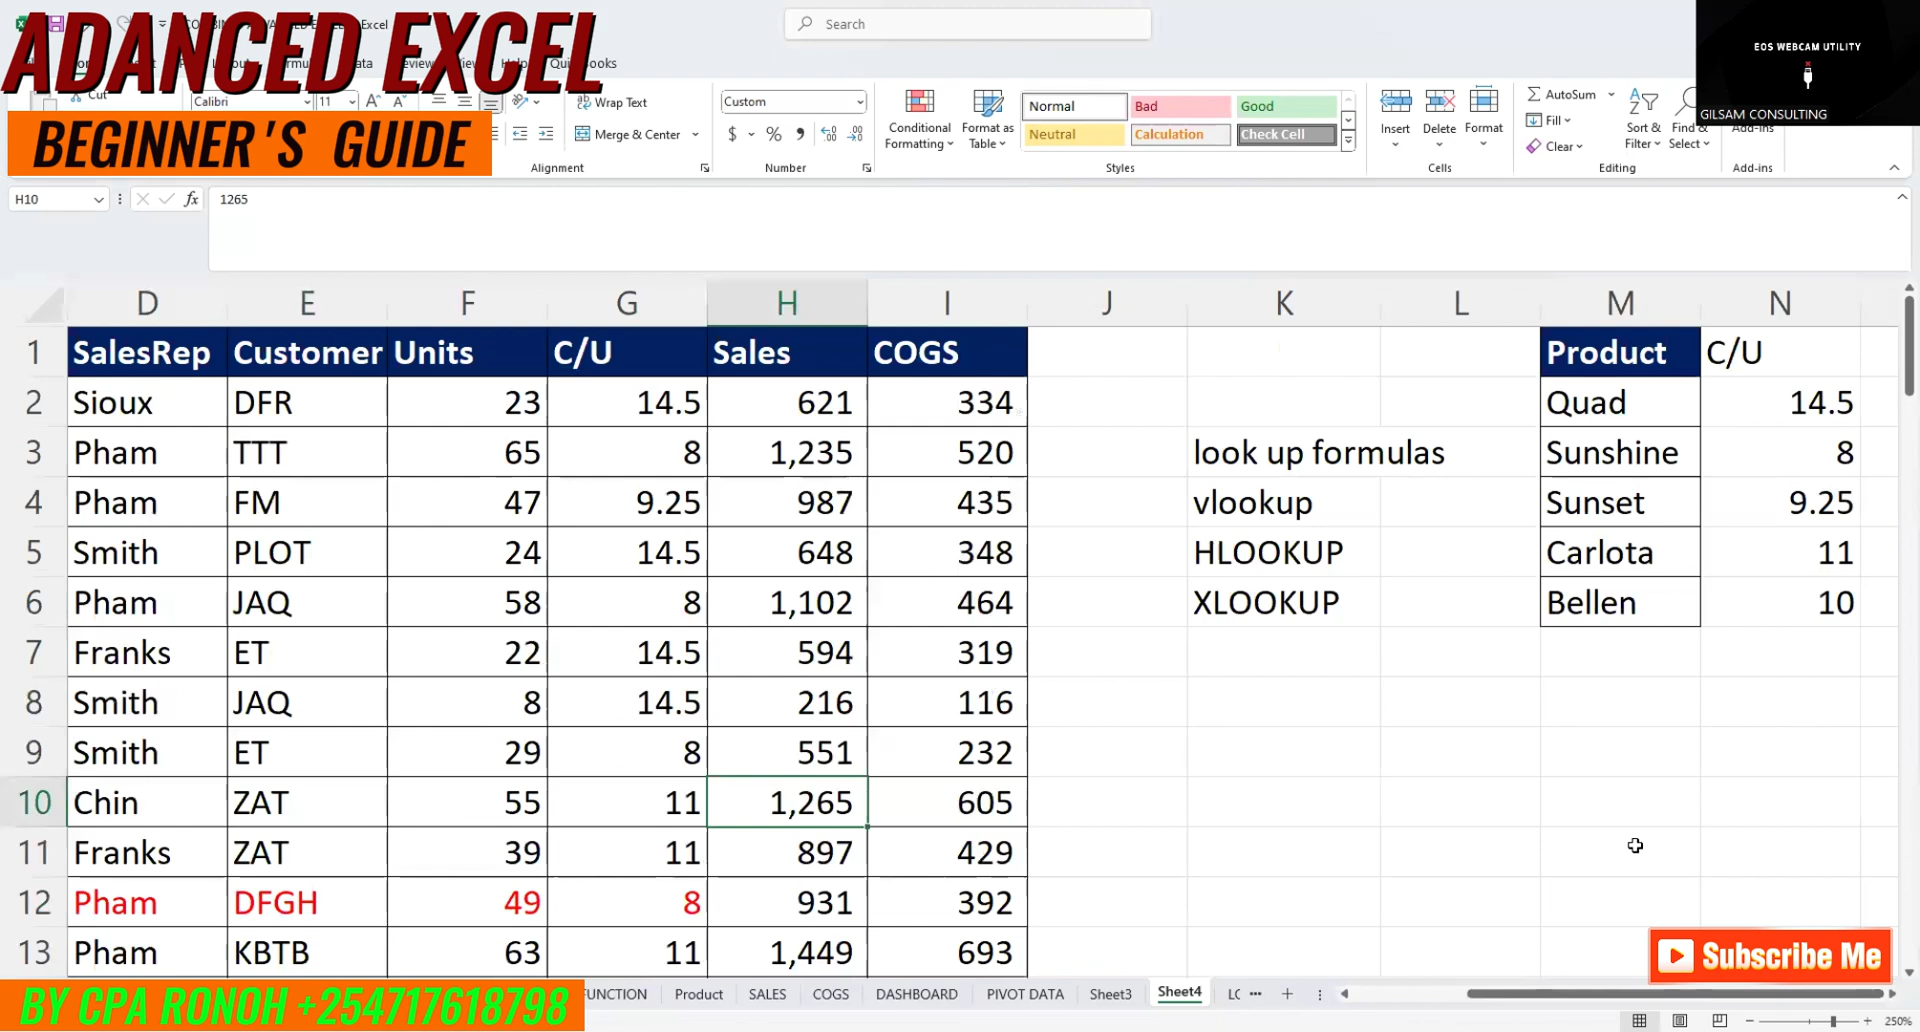 ADANCED EXCEL
BEGINNER'S GUIDE
Excel
Search
EOS WEBCAM UTILITY
GILSAM CONSULTING
Help
QuickBooks
Cut
Calibri
11
Wrap Text
Merge & Center
Alignment
Custom
$ % ,
Number
Conditional Formatting
Format as Table
Normal Bad Good
Neutral Calculation Check Cell
Styles
Insert Delete Format
Cells
AutoSum
Fill
Clear
Sort & Filter
Find & Select
Editing
Add-ins
Add-ins
H10
fx
1265
D E F G H I J K L M N
1 SalesRep Customer Units C/U Sales COGS Product C/U
2 Sioux DFR 23 14.5 621 334 Quad 14.5
3 Pham TTT 65 8 1,235 520 look up formulas Sunshine 8
4 Pham FM 47 9.25 987 435 vlookup Sunset 9.25
5 Smith PLOT 24 14.5 648 348 HLOOKUP Carlota 11
6 Pham JAQ 58 8 1,102 464 XLOOKUP Bellen 10
7 Franks ET 22 14.5 594 319
8 Smith JAQ 8 14.5 216 116
9 Smith ET 29 8 551 232
10 Chin ZAT 55 11 1,265 605
11 Franks ZAT 39 11 897 429
12 Pham DFGH 49 8 931 392
13 Pham KBTB 63 11 1,449 693
Subscribe Me
BY CPA RONOH +254717618798
UNCTION Product SALES COGS DASHBOARD PIVOT DATA Sheet3 Sheet4
250%